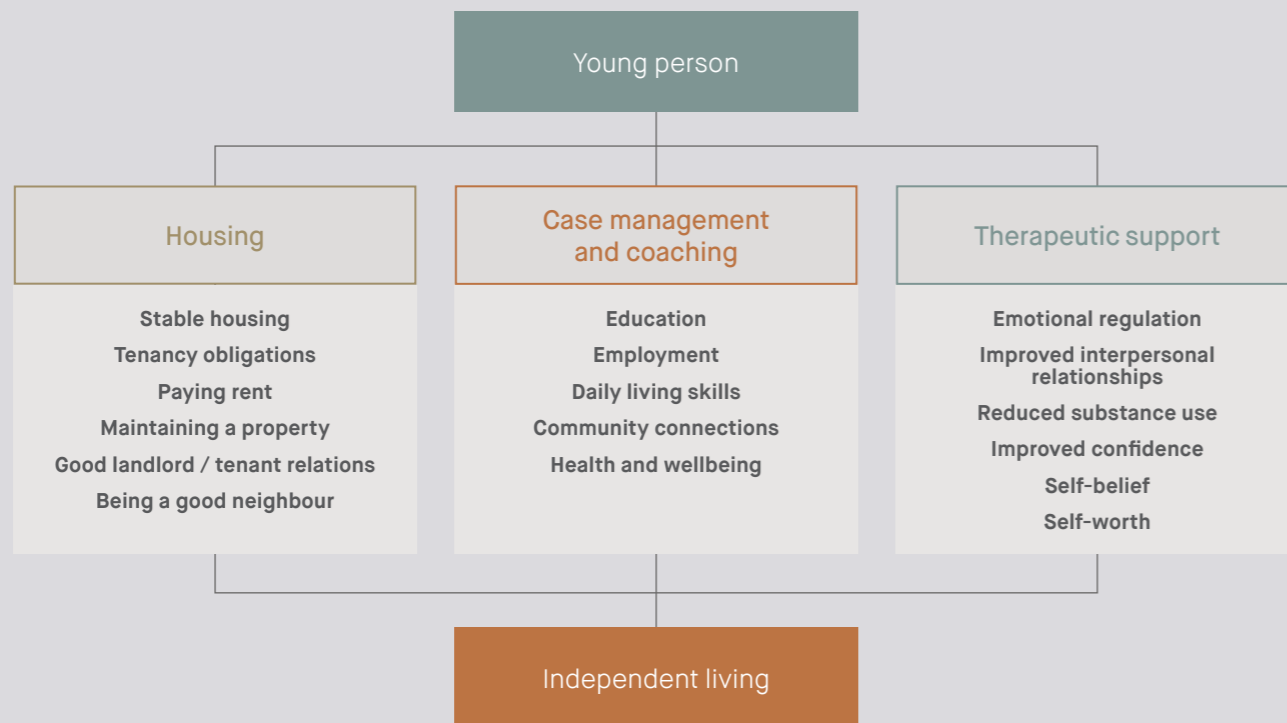 Young person
Housing
Stable housing
Tenancy obligations
Paying rent
Maintaining a property
Good landlord / tenant relations
Being a good neighbour
Case management
and coaching
Education
Employment
Daily living skills
Community connections
Health and wellbeing
Therapeutic support
Emotional regulation
Improved interpersonal
relationships
Reduced substance use
Improved confidence
Self-belief
Self-worth
Independent living